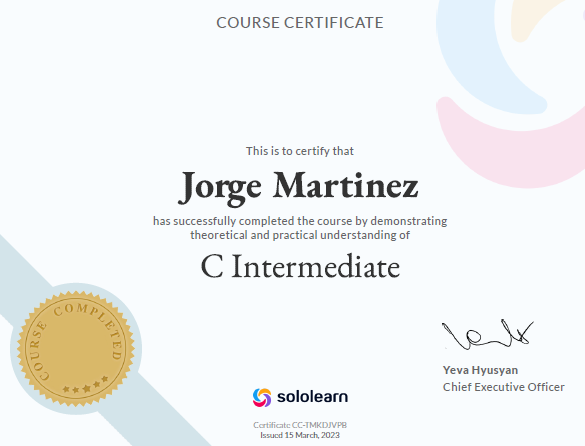 COURSE CERTIFICATE
This is to certify that
Jorge Martinez
has successfully completed the course by demonstrating
theoretical and practical understanding of
C Intermediate
COURSE COMPLETED
Yeva Hyusyan
Chief Executive Officer
sololearn
Certificate CC-TMKDJVPB
Issued 15 March, 2023